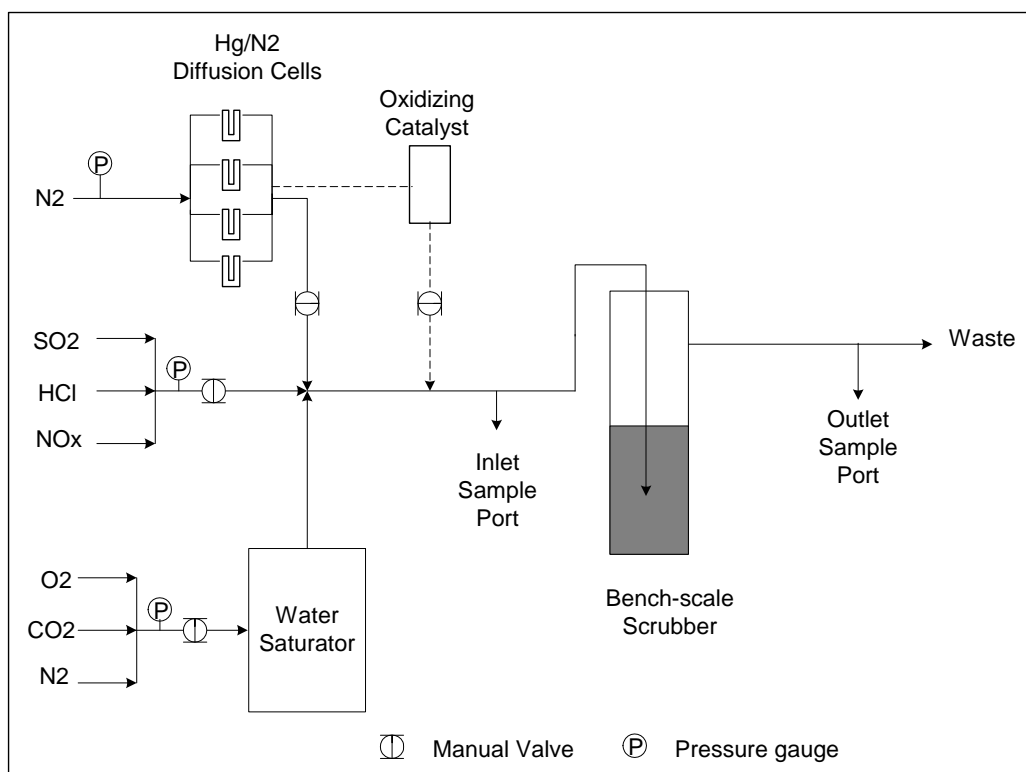 Hg/N2
Diffusion Cells
Oxidizing
Catalyst
P
N2
SO2
P
HCl
NOx
Waste
Inlet
Sample
Port
Outlet
Sample
Port
O2
P
CO2
N2
Water
Saturator
Bench-scale
Scrubber
Manual Valve
P
Pressure gauge